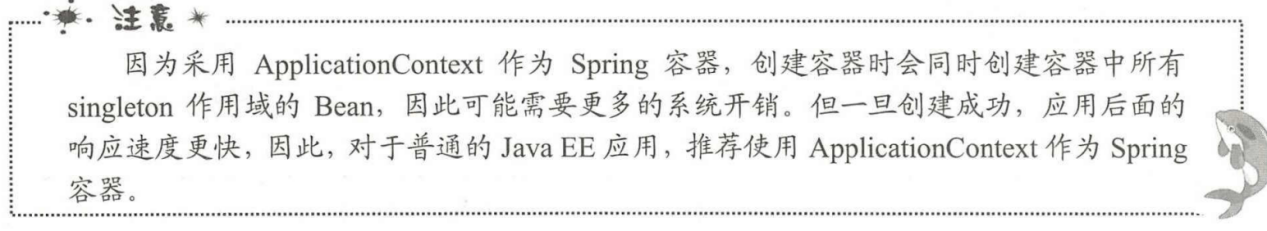 注意
因为采用 ApplicationContext 作为 Spring 容器，创建容器时会同时创建容器中所有
singleton 作用域的 Bean，因此可能需要更多的系统开销。但一旦创建成功，应用后面的
响应速度更快，因此，对于普通的 Java EE 应用，推荐使用 ApplicationContext 作为 Spring
容器。